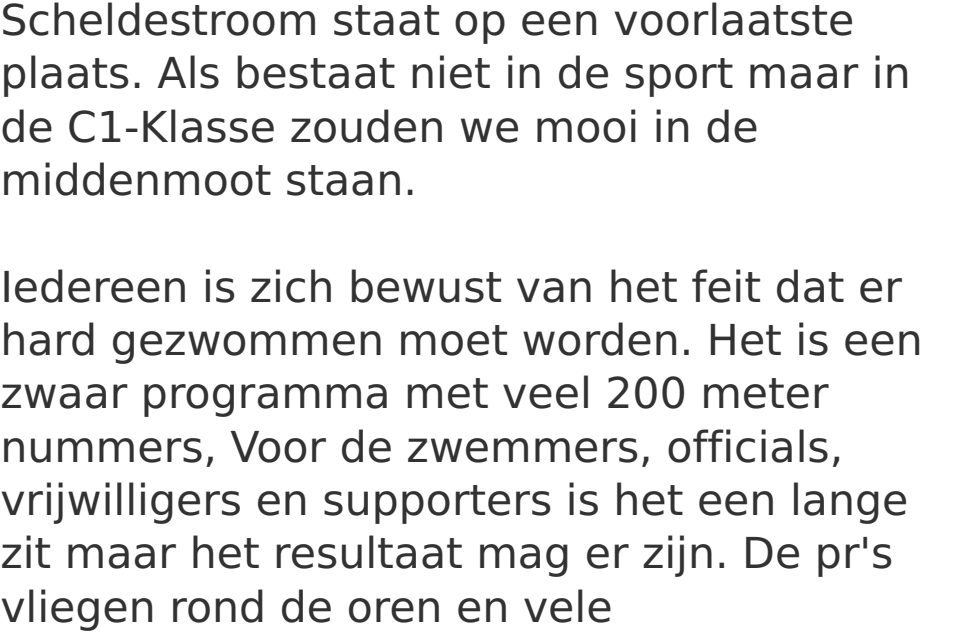 Scheldestroom staat op een voorlaatste
plaats. Als bestaat niet in de sport maar in
de C1-Klasse zouden we mooi in de
middenmoot staan.
Iedereen is zich bewust van het feit dat er
hard gezwommen moet worden. Het is een
zwaar programma met veel 200 meter
nummers, Voor de zwemmers, officials,
vrijwilligers en supporters is het een lange
zit maar het resultaat mag er zijn. De pr's
vliegen rond de oren en vele